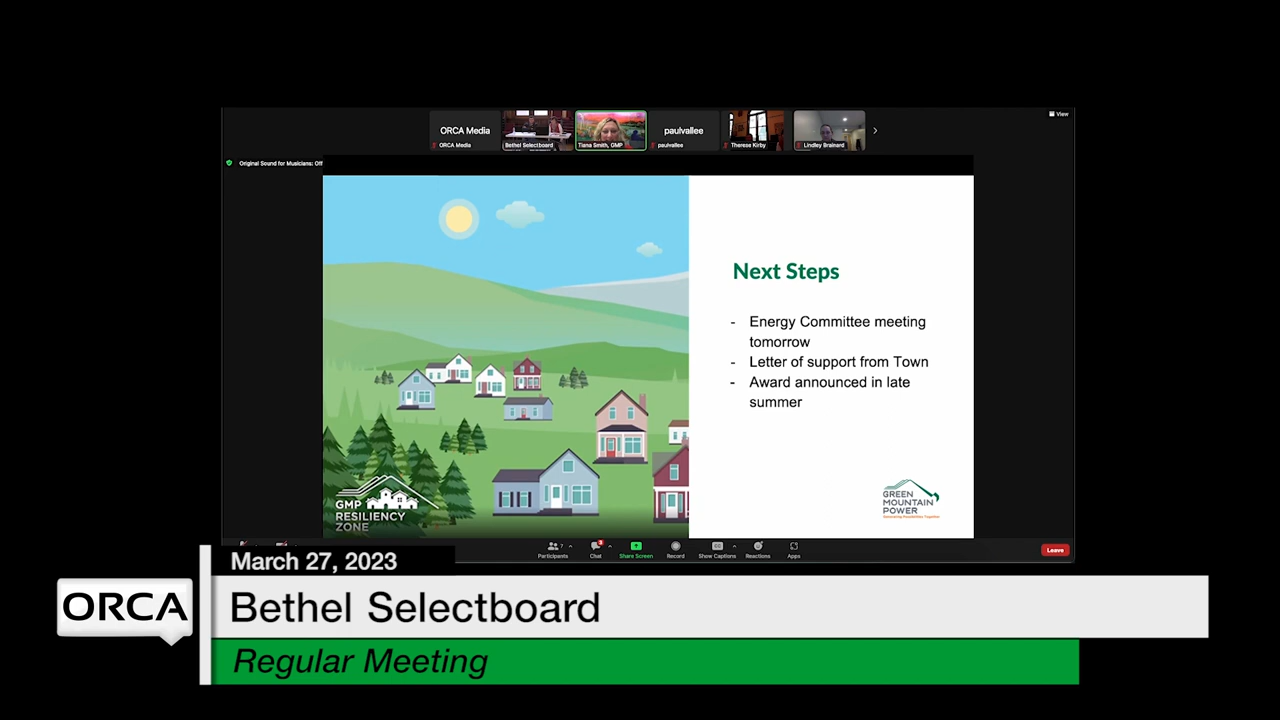 View
ORCA Media
ORCA Media
Bethel Selectboard
Tiana Smith, GMP
paulvallee
paulvallee
Therese Kirby
Lindley Brainard
Original Sound for Musicians: Off
Next Steps
- Energy Committee meeting
tomorrow
- Letter of support from Town
- Award announced in late
summer
GMP
RESILIENCY
ZONE
GREEN
MOUNTAIN
POWER
Participants
7
Chat
Share Screen
Record
Show Captions
Reactions
Apps
Leave
March 27, 2023
ORCA
Bethel Selectboard
Regular Meeting